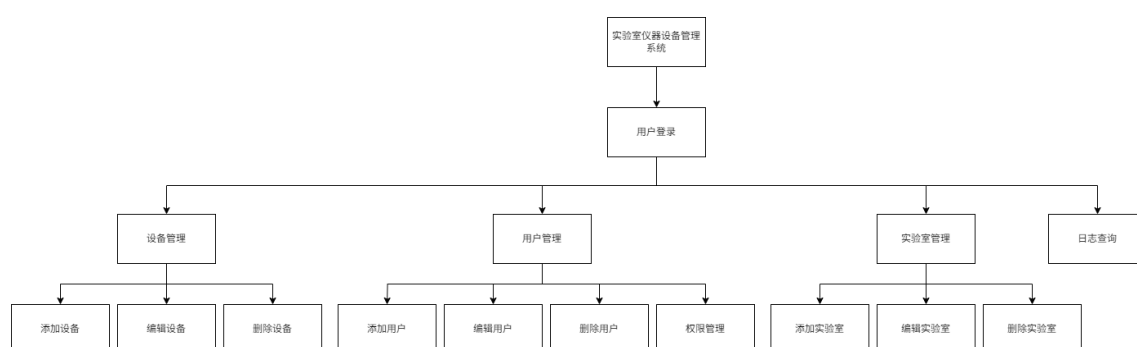 实验室仪器设备管理
系统
用户登录
设备管理
用户管理
实验室管理
日志查询
添加设备
编辑设备
删除设备
添加用户
编辑用户
删除用户
权限管理
添加实验室
编辑实验室
删除实验室